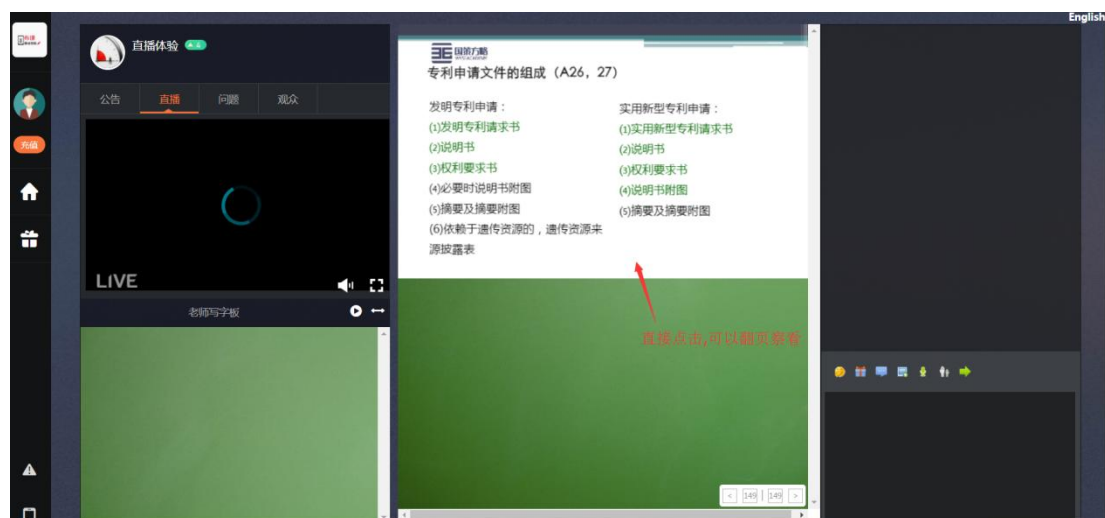 English
直播体验
充值
公告 直播 问题 观众
LIVE
老师写字板
国策方略
专利申请文件的组成（A26，27）
发明专利申请：
(1)发明专利请求书
(2)说明书
(3)权利要求书
(4)必要时说明书附图
(5)摘要及摘要附图
(6)依赖于遗传资源的，遗传资源来
源披露表
实用新型专利申请：
(1)实用新型专利请求书
(2)说明书
(3)权利要求书
(4)说明书附图
(5)摘要及摘要附图
直接点击,可以翻页察看
< 149 | 149 >